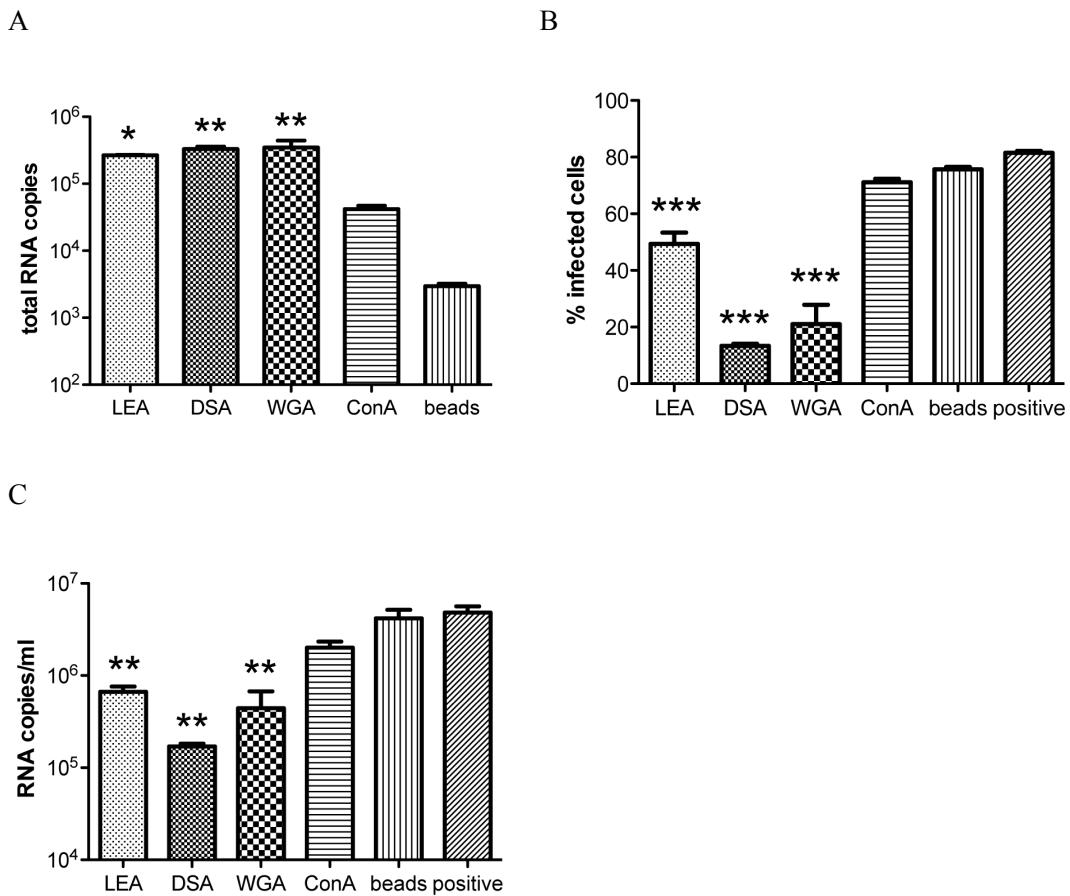 A
B
total RNA copies
10^6
10^5
10^4
10^3
10^2
* ** **
LEA DSA WGA ConA beads
% infected cells
100
80
60
40
20
0
*** *** ***
LEA DSA WGA ConA beads positive
C
RNA copies/ml
10^7
10^6
10^5
10^4
** ** **
LEA DSA WGA ConA beads positive